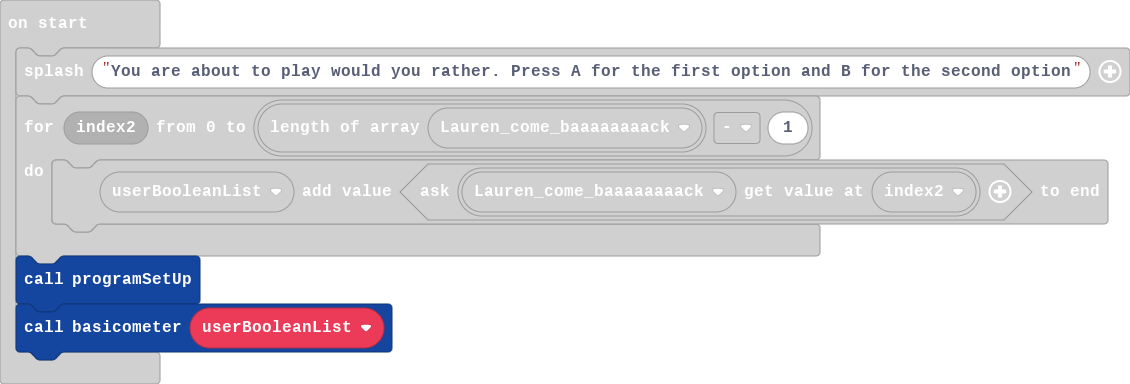 on start
splash "You are about to play would you rather. Press A for the first option and B for the second option"
for index2 from 0 to length of array Lauren_come_baaaaaaaack - 1
do
userBooleanList add value ask Lauren_come_baaaaaaaack get value at index2 to end
call programSetUp
call basicometer userBooleanList